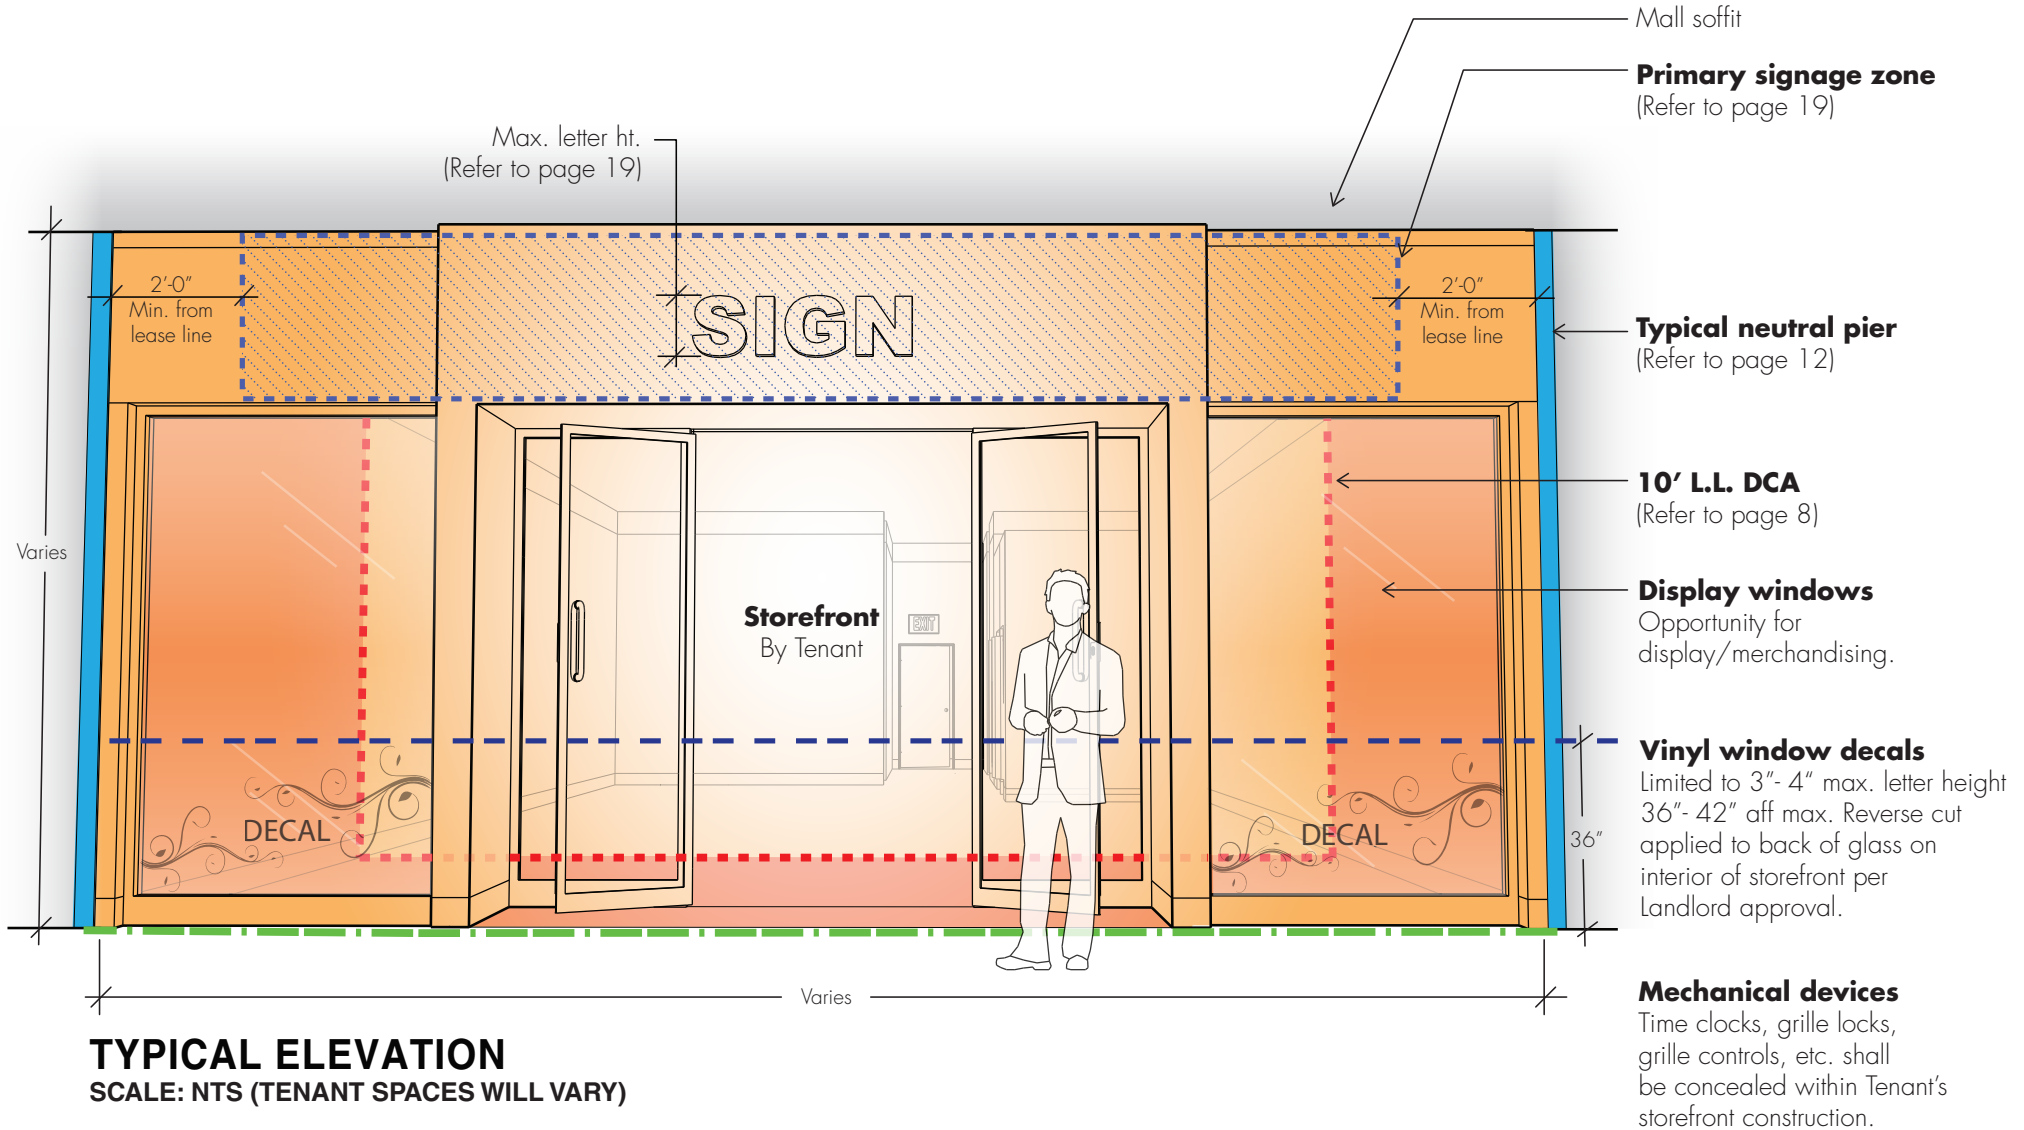 Mall soffit
Primary signage zone
(Refer to page 19)
Max. letter ht.
(Refer to page 19)
2’-0”
Min. from
lease line
SIGN
2’-0”
Min. from
lease line
Typical neutral pier
(Refer to page 12)
10’ L.L. DCA
(Refer to page 8)
Varies
Display windows
Opportunity for
display/merchandising.
Storefront
By Tenant
EXIT
Vinyl window decals
Limited to 3”- 4“ max. letter height
36”- 42” aff max. Reverse cut
applied to back of glass on
interior of storefront per
Landlord approval.
DECAL
DECAL
36”
Mechanical devices
Time clocks, grille locks,
grille controls, etc. shall
be concealed within Tenant’s
storefront construction.
Varies
TYPICAL ELEVATION
SCALE: NTS (TENANT SPACES WILL VARY)